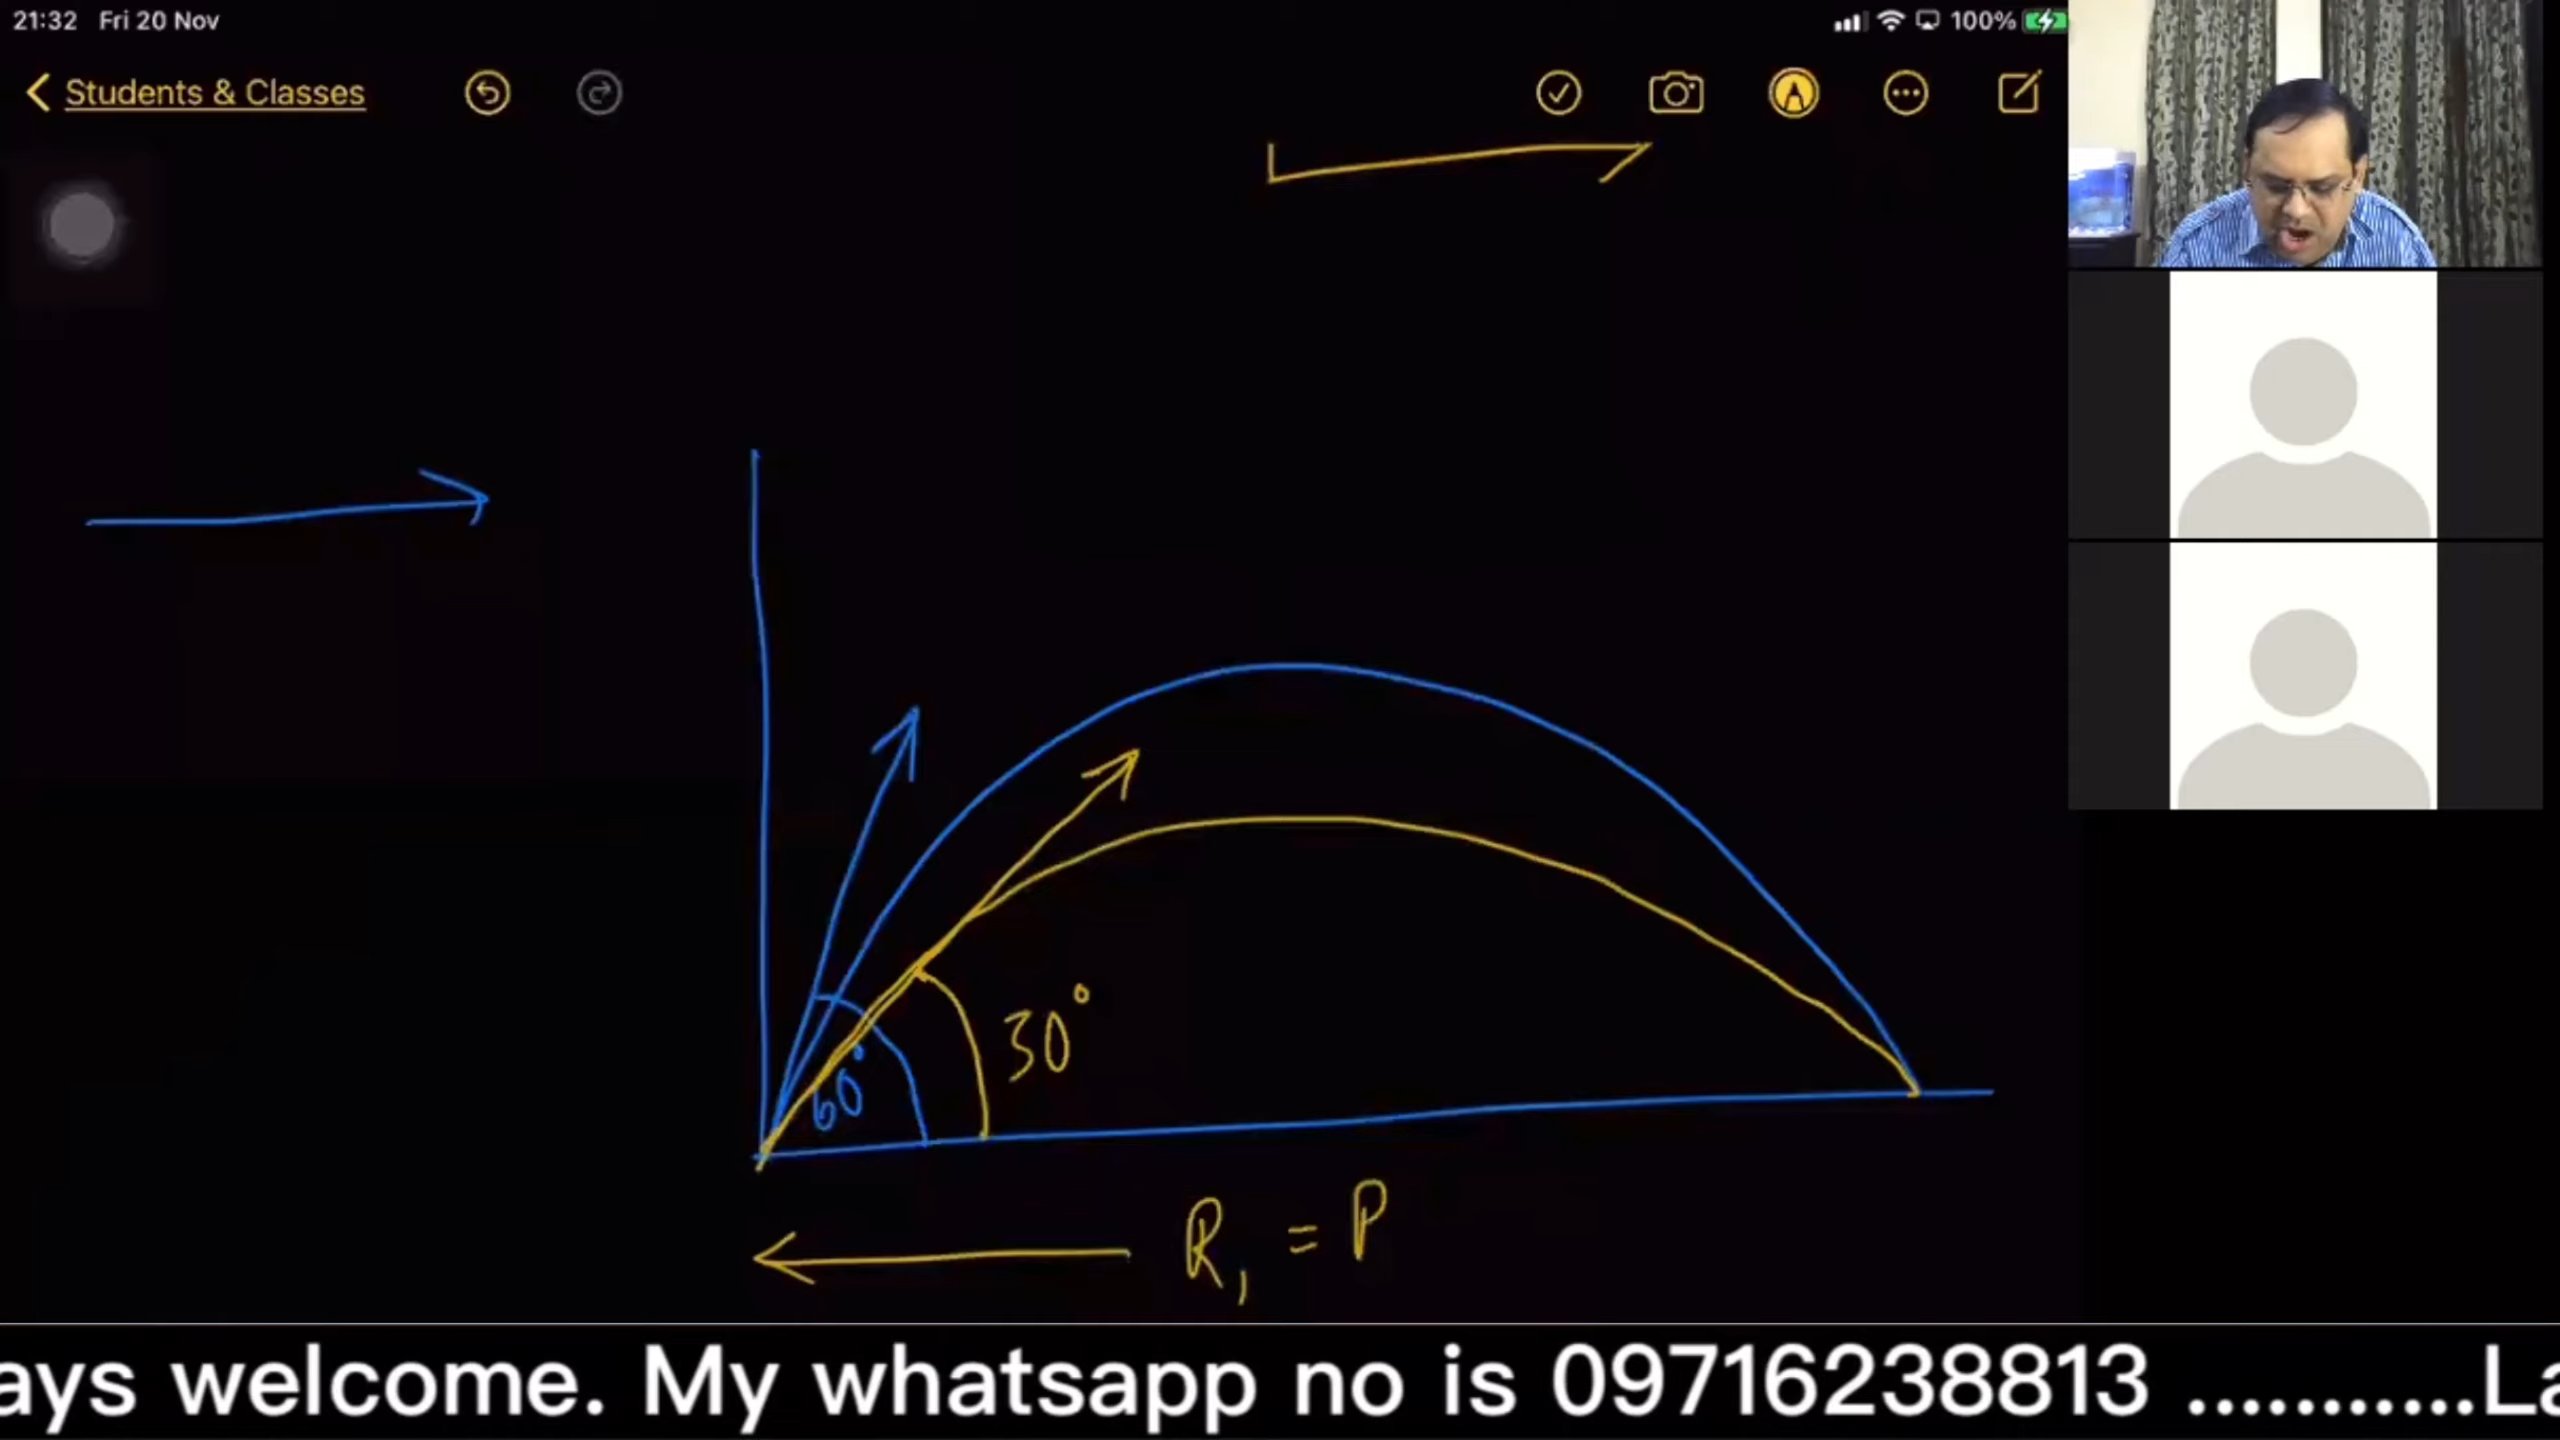 21:32 Fri 20 Nov 100%
Students & Classes
30°
60°
R₁ = P
ays welcome. My whatsapp no is 09716238813 ...........La